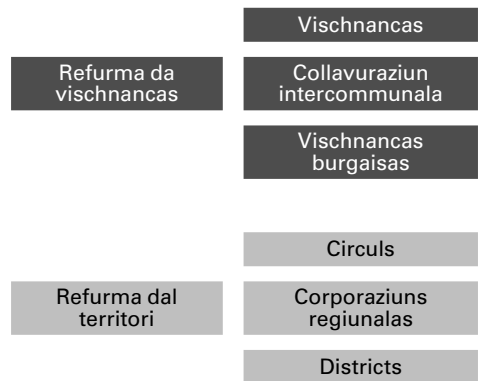 Vischnancas
Refurma da
vischnancas
Collavuraziun
intercommunala
Vischnancas
burgaisas
Circuls
Refurma dal
territori
Corporaziuns
regiunalas
Districts